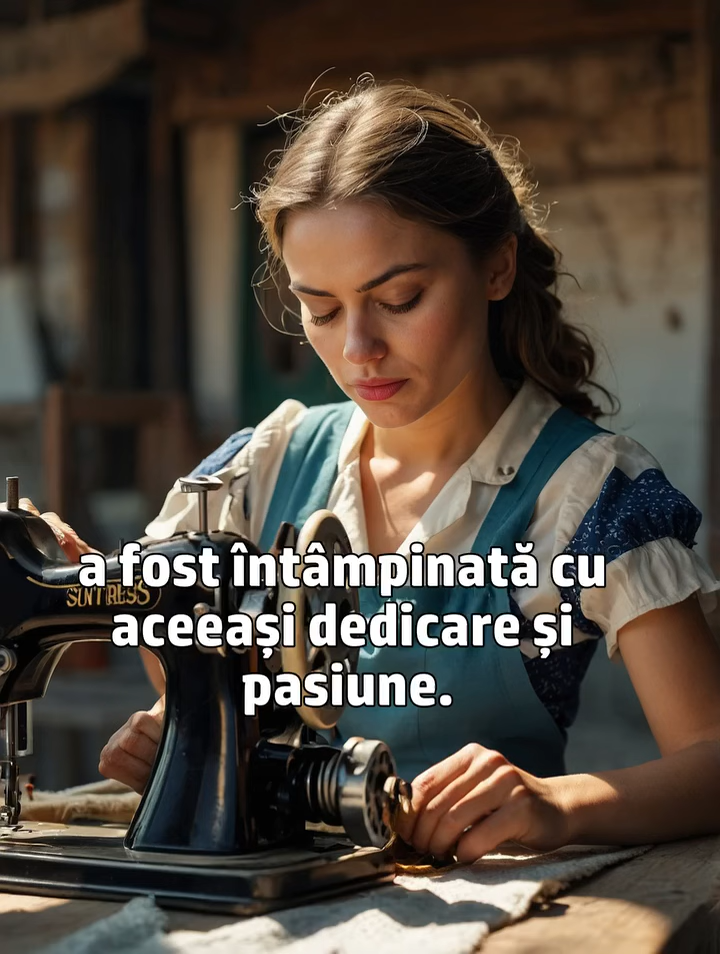 a fost întâmpinată cu
aceeași dedicare și
pasiune.